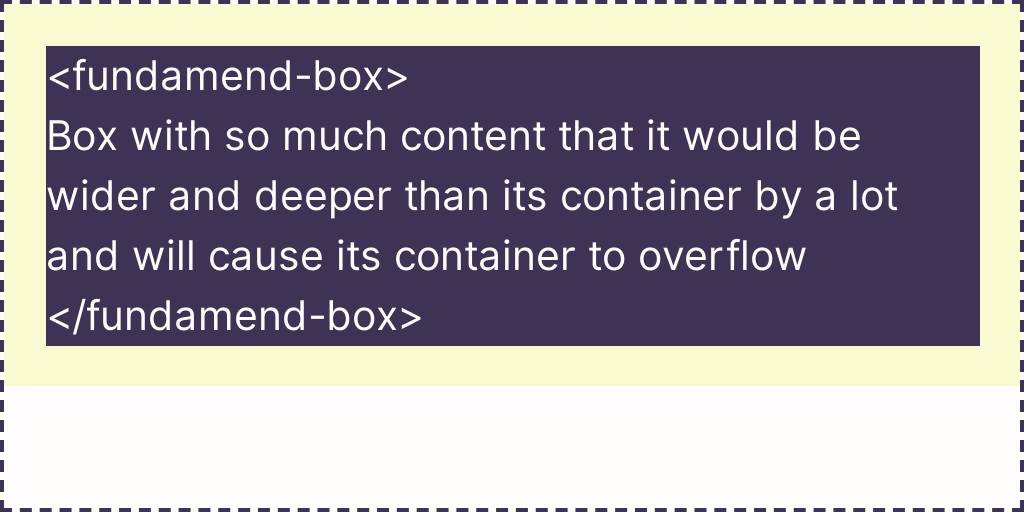 <fundamend-box>
Box with so much content that it would be
wider and deeper than its container by a lot
and will cause its container to overflow
</fundamend-box>